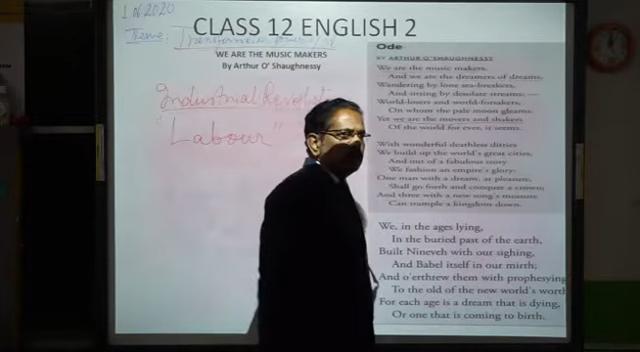 1.6.2020
CLASS 12 ENGLISH 2
Theme:
WE ARE THE MUSIC MAKERS
By Arthur O' Shaughnessy
Industrial
"Labour"
Ode
BY ARTHUR O'SHAUGHNESSY
We are the music makers,
And we are the dreamers of dreams,
Wandering by lone sea-breakers,
And sitting by desolate streams; —
World-losers and world-forsakers,
On whom the pale moon gleams:
Yet we are the movers and shakers
Of the world for ever, it seems.
With wonderful deathless ditties
We build up the world's great cities,
And out of a fabulous story
We fashion an empire's glory:
One man with a dream, at pleasure,
Shall go forth and conquer a crown;
And three with a new song's measure
Can trample a kingdom down.
We, in the ages lying,
In the buried past of the earth,
Built Nineveh with our sighing,
And Babel itself in our mirth;
And o'erthrew them with prophesying
To the old of the new world's worth
For each age is a dream that is dying,
Or one that is coming to birth.